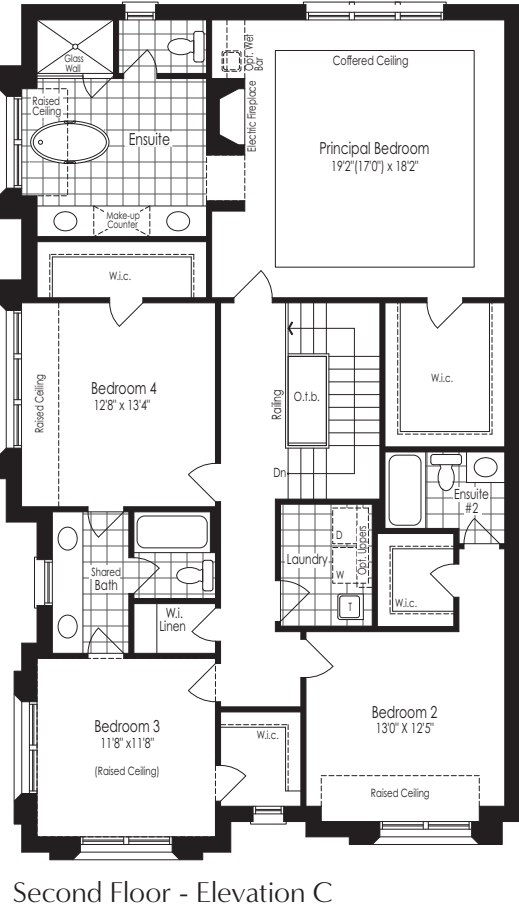 Glass
Wall
Opt. Wet
Bar
Coffered Ceiling
Raised
Ceiling
Ensuite
Electric Fireplace
Principal Bedroom
19'2"(17'0") x 18'2"
Make-up
Counter
W.i.c.
Bedroom 4
12'8" x 13'4"
Raised Ceiling
Railing
O.t.b.
W.i.c.
Dn
Ensuite
#2
Shared
Bath
Laundry
D
W
Opt. Uppers
T
W.i.c.
W.i.
Linen
Bedroom 3
11'8" x11'8"
(Raised Ceiling)
W.i.c.
Bedroom 2
13'0" X 12'5"
Raised Ceiling
Second Floor - Elevation C